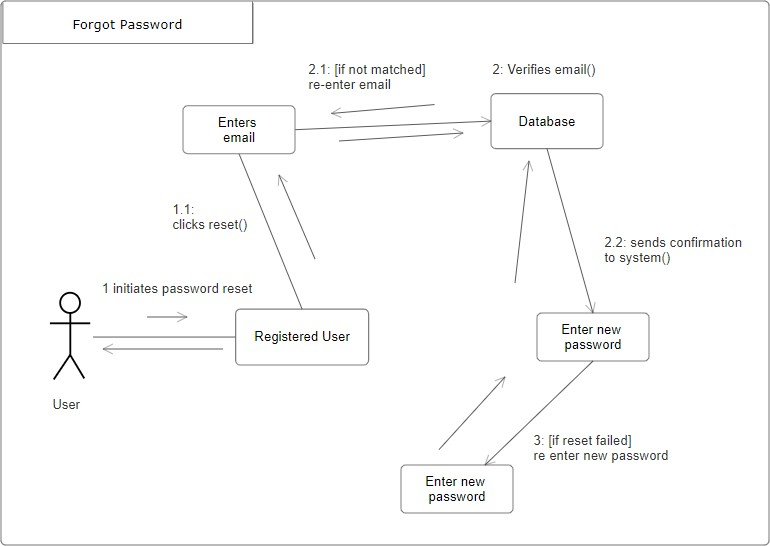 Forgot Password
2.1: [if not matched]
re-enter email
2: Verifies email()
Enters
email
Database
1.1:
clicks reset()
2.2: sends confirmation
to system()
1 initiates password reset
Registered User
Enter new
password
User
3: [if reset failed]
re enter new password
Enter new
password